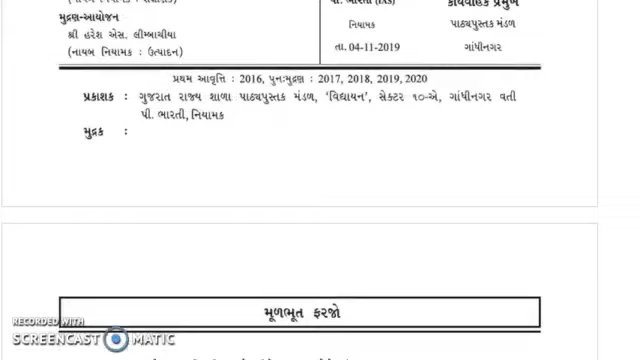 મુદ્રણ-આયોજન
શ્રી હરેશ એસ. લીમ્બાચીયા
(નાયબ નિયામક : ઉત્પાદન)
પી. ભારતી (IAS)
નિયામક
તા. 04-11-2019
કાર્યવાહક પ્રમુખ
પાઠ્યપુસ્તક મંડળ
ગાંધીનગર
પ્રથમ આવૃત્તિ : 2016, પુનઃમુદ્રણ : 2017, 2018, 2019, 2020
પ્રકાશક : ગુજરાત રાજ્ય શાળા પાઠ્યપુસ્તક મંડળ, ‘વિદ્યાયન’, સેક્ટર ૧૦-એ, ગાંધીનગર વતી
પી. ભારતી, નિયામક
મુદ્રક :
મૂળભૂત ફરજો
RECORDED WITH
SCREENCAST MATIC